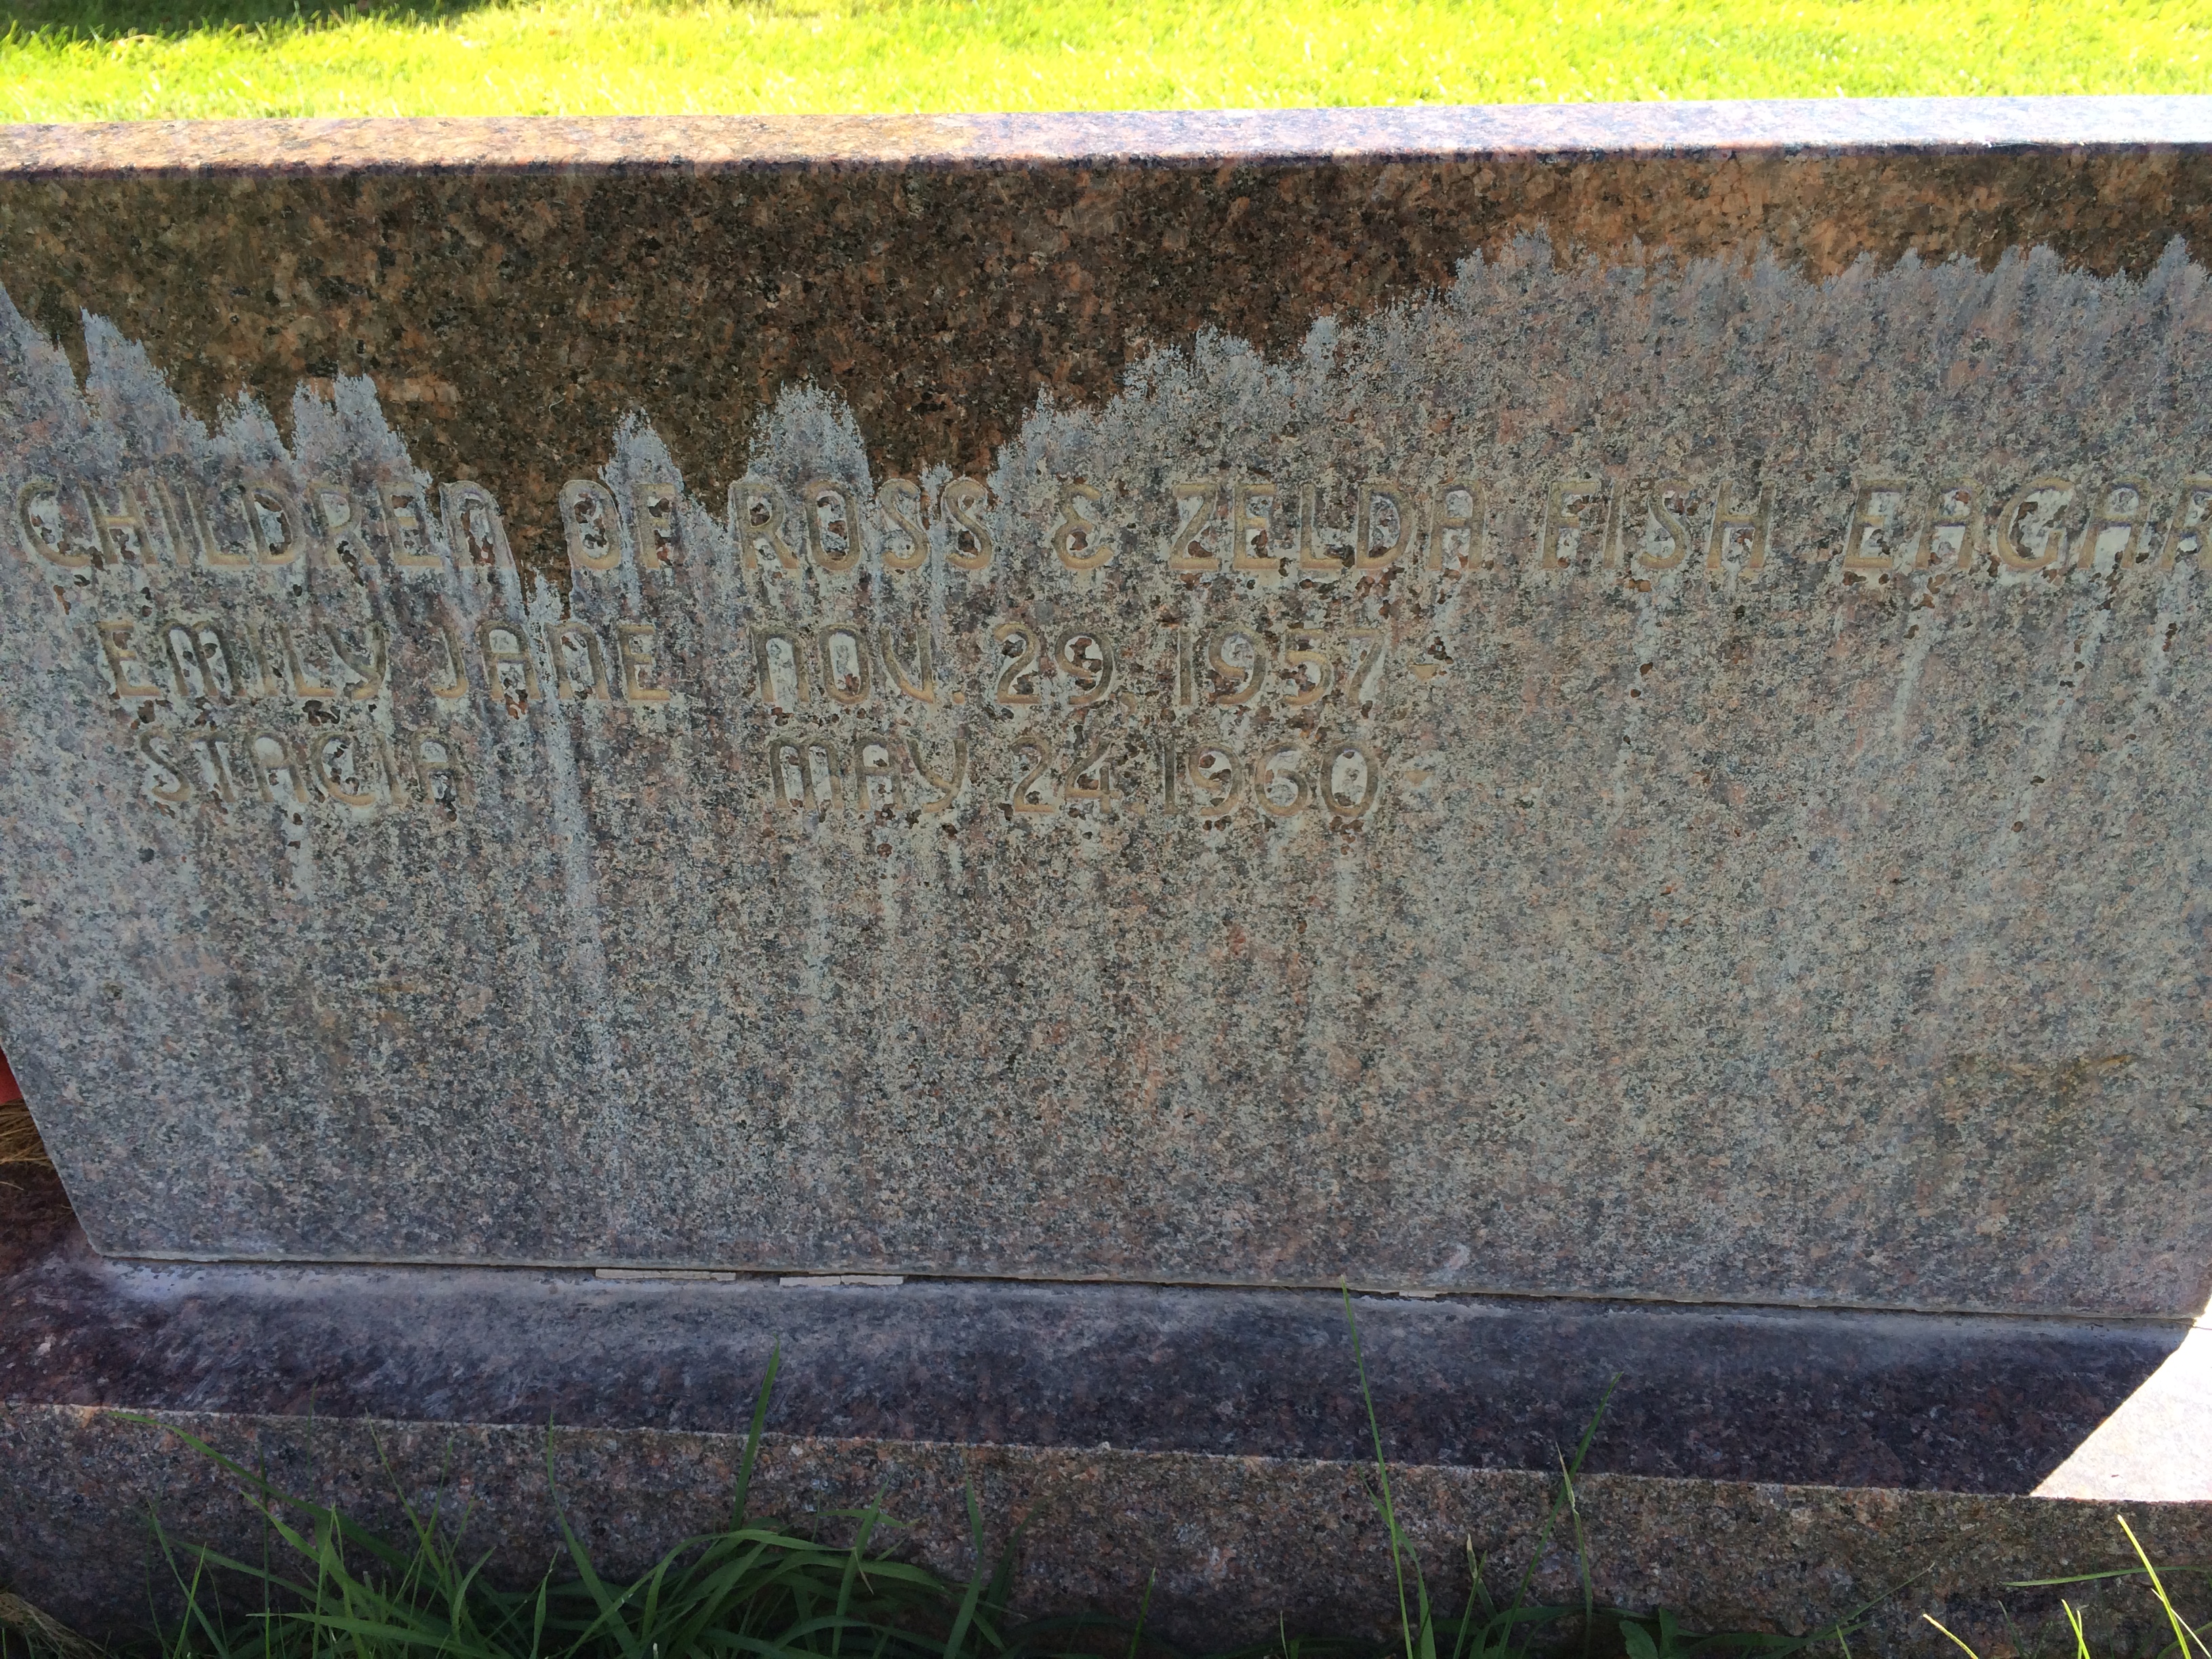 CHILDREN OF ROSS & ZELDA FISH EAGAR
EMILY JANE NOV. 29, 1957-
STACIA MAY 24, 1960-